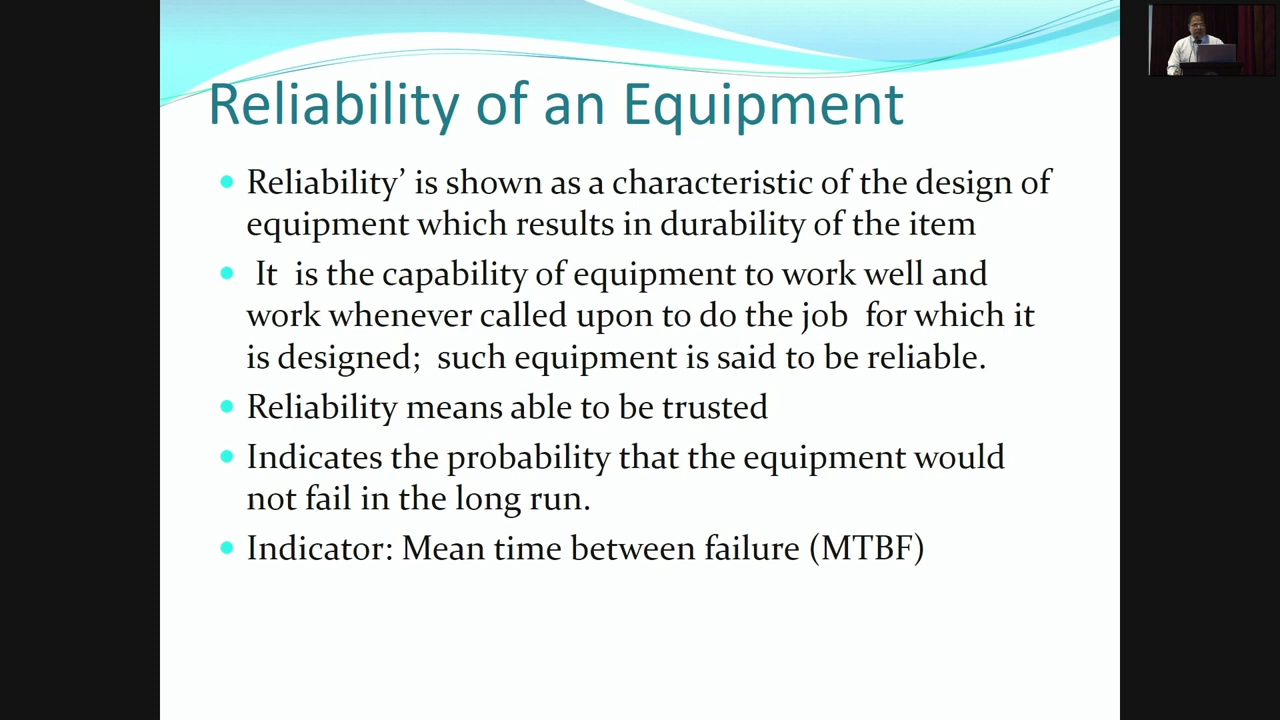 Reliability of an Equipment
Reliability’ is shown as a characteristic of the design of
equipment which results in durability of the item
It is the capability of equipment to work well and
work whenever called upon to do the job for which it
is designed; such equipment is said to be reliable.
Reliability means able to be trusted
Indicates the probability that the equipment would
not fail in the long run.
Indicator: Mean time between failure (MTBF)